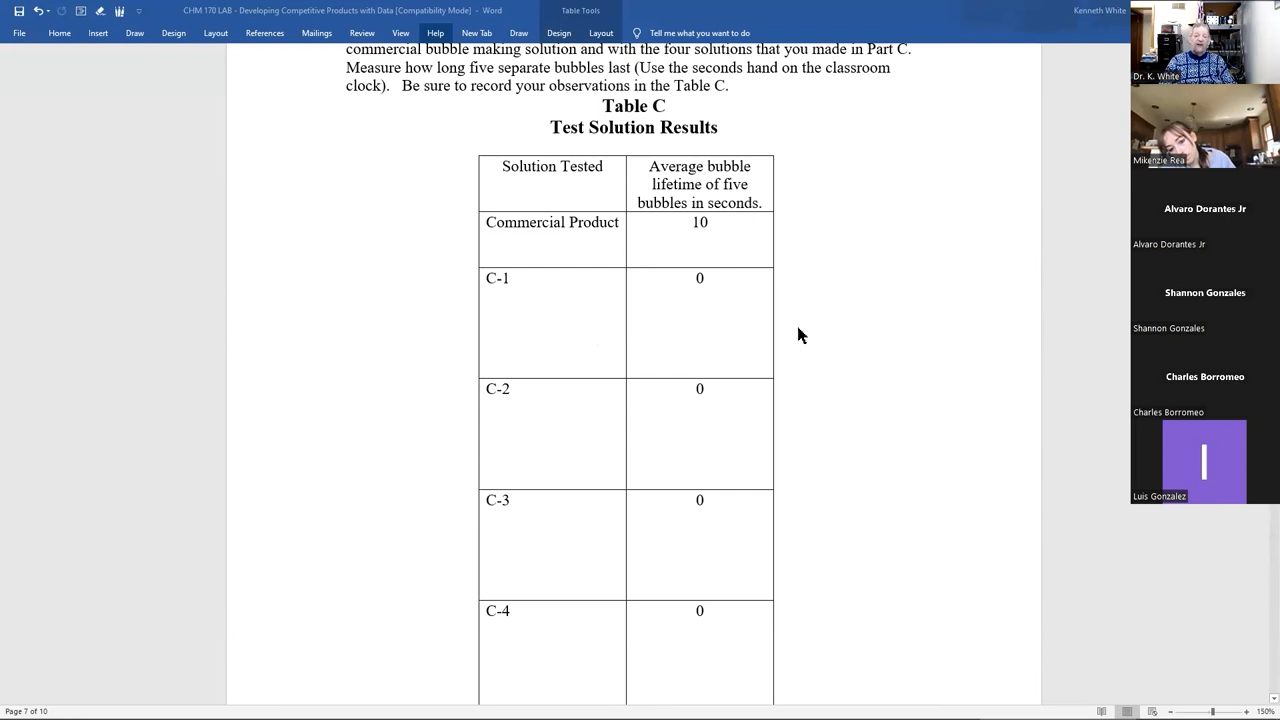 CHM 170 LAB - Developing Competitive Products with Data [Compatibility Mode] - Word
Table Tools
Kenneth White
File Home Insert Draw Design Layout References Mailings Review View Help New Tab Draw Design Layout Tell me what you want to do
commercial bubble making solution and with the four solutions that you made in Part C.
Measure how long five separate bubbles last (Use the seconds hand on the classroom
clock). Be sure to record your observations in the Table C.
Table C
Test Solution Results
Solution Tested
Average bubble
lifetime of five
bubbles in seconds.
Commercial Product 10
C-1 0
C-2 0
C-3 0
C-4 0
Dr. K. White
Mikenzie Rea
Alvaro Dorantes Jr
Alvaro Dorantes Jr
Shannon Gonzales
Shannon Gonzales
Charles Borromeo
Charles Borromeo
l
Luis Gonzalez
Page 7 of 10
150%